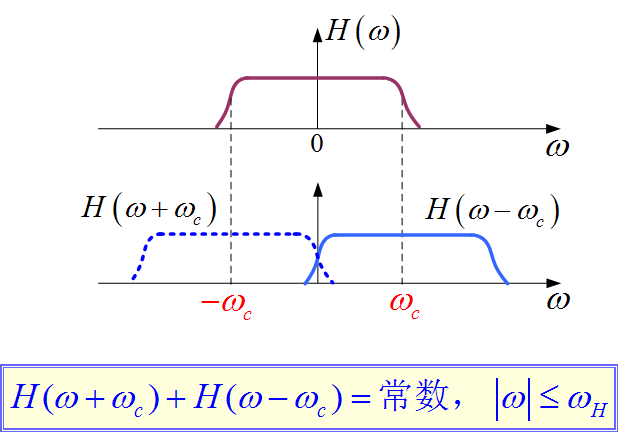 H(ω)
0
ω
H(ω + ω_c)
H(ω − ω_c)
−ω_c
ω_c
ω
H(ω + ω_c) + H(ω − ω_c) = 常数， |ω| ≤ ω_H